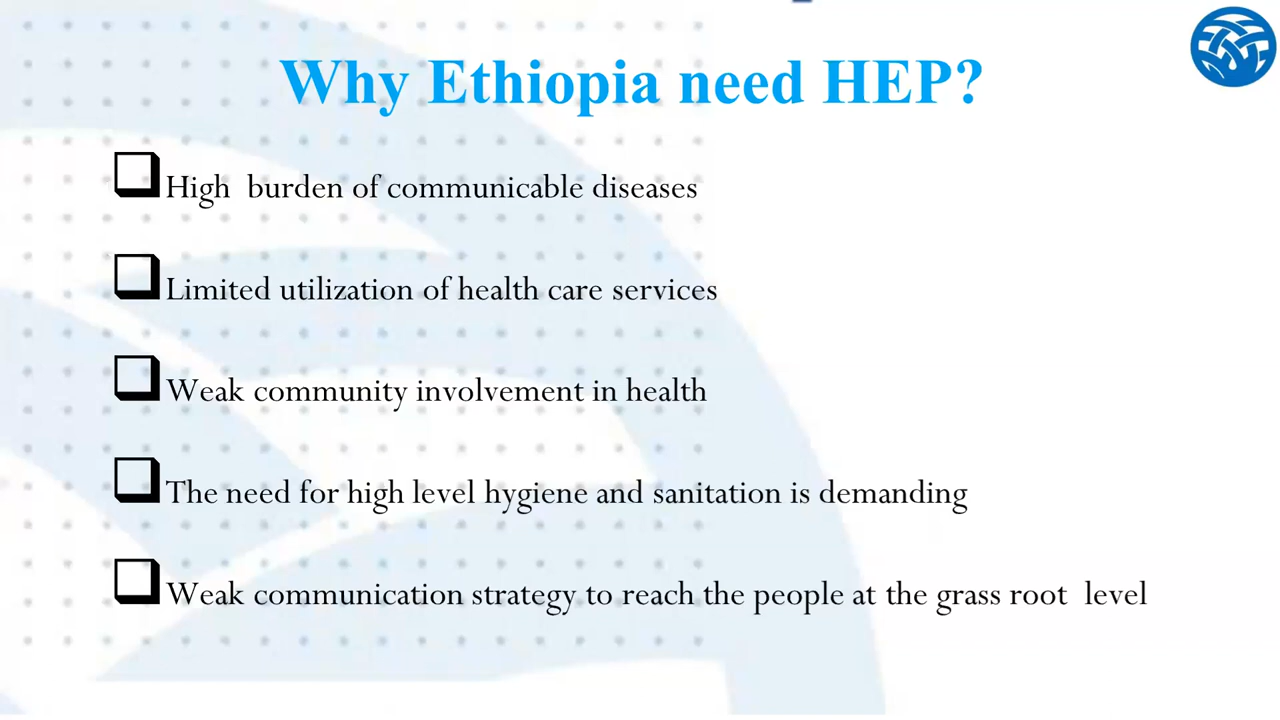 Why Ethiopia need HEP?
High burden of communicable diseases
Limited utilization of health care services
Weak community involvement in health
The need for high level hygiene and sanitation is demanding
Weak communication strategy to reach the people at the grass root level